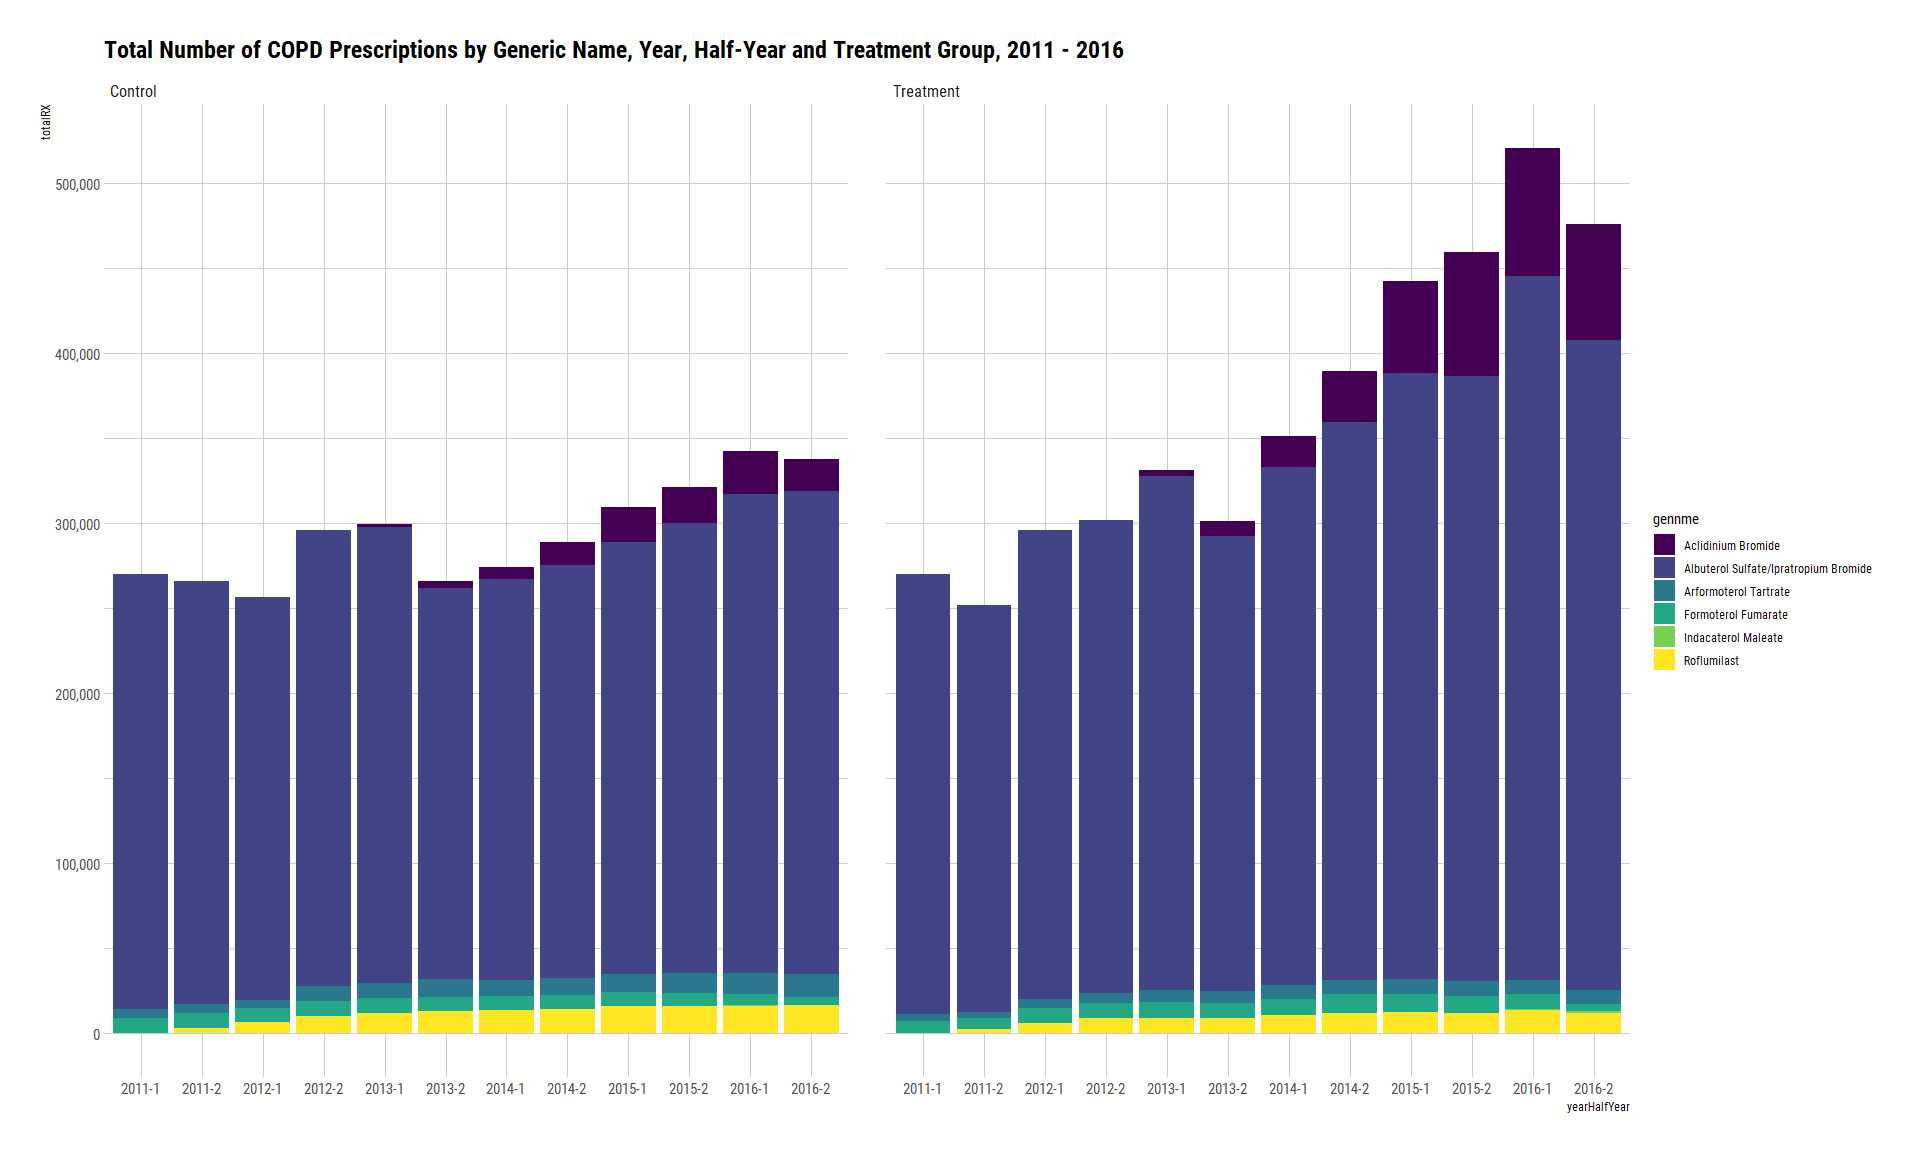 Total Number of COPD Prescriptions by Generic Name, Year, Half-Year and Treatment Group, 2011 - 2016
Control
Treatment
totalRX
500,000
400,000
300,000
200,000
100,000
0
2011-1 2011-2 2012-1 2012-2 2013-1 2013-2 2014-1 2014-2 2015-1 2015-2 2016-1 2016-2
2011-1 2011-2 2012-1 2012-2 2013-1 2013-2 2014-1 2014-2 2015-1 2015-2 2016-1 2016-2
yearHalfYear
gennme
Aclidinium Bromide
Albuterol Sulfate/Ipratropium Bromide
Arformoterol Tartrate
Formoterol Fumarate
Indacaterol Maleate
Roflumilast